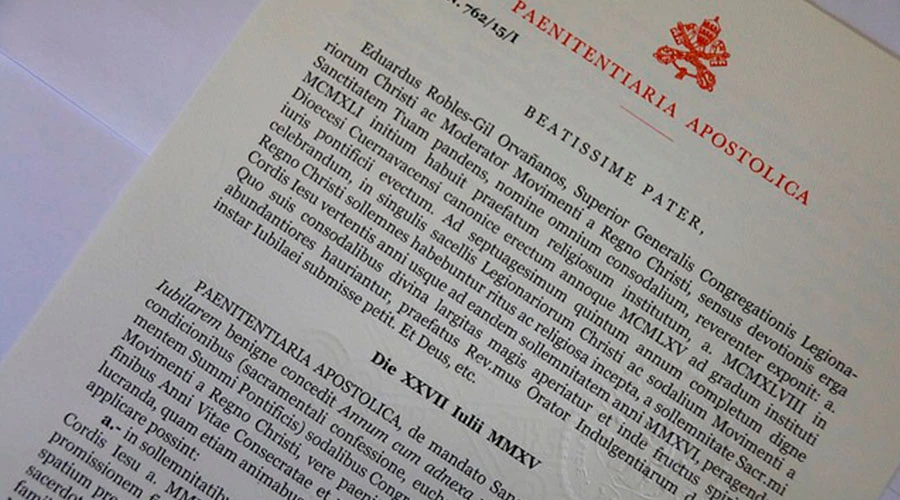 N. 762/15/I
PAENITENTIARIA APOSTOLICA
BEATISSIME PATER,
Eduardus Robles-Gil Orvañanos, Superior Generalis Congregationis Legiona-
riorum Christi ac Moderator Movimenti a Regno Christi, sensus devotionis erga
Sanctitatem Tuam pandens, nomine omnium consodalium, reverenter exponit: a.
MCMXLI initium habuit praefatum religiosum institutum, a. MCMXLVIII in
Dioecesi Cuernavacensi canonice erectum annoque MCMLXV ad gradum instituti
iuris pontificii evectum. Ad septuagesimum quintum annum completum digne
celebrandum, in singulis sacellis Legionariorum Christi ac sodalium Movimenti a
Regno Christi sollemnes habebuntur ritus ac religiosa incepta, a sollemnitate Sacr.mi
Cordis Iesu vertentis anni usque ad eandem sollemnitatem anni MMXVI,
Quo suis consodalibus divina largitas magis aperiatur et inde fructus
abundantiores hauriantur, praefatus Rev.mus Orator Indulgentiarum
instar Iubilaei submisse petit. Et Deus, etc.
Die XXVII Iulii MMXV
PAENITENTIARIA APOSTOLICA, de mandato
Iubilarem benigne concedit Annum cum adnexa
condicionibus (sacramentali confessione,
mentem Summi Pontificis) sodalibus
Movimenti a Regno Christi, vere
finibus Anni Vitae Consecratae et
lucranda, quam etiam animabus
applicare possint:
a.- in sollemnitatibus
Cordis Iesu a.
promissionem
spatium